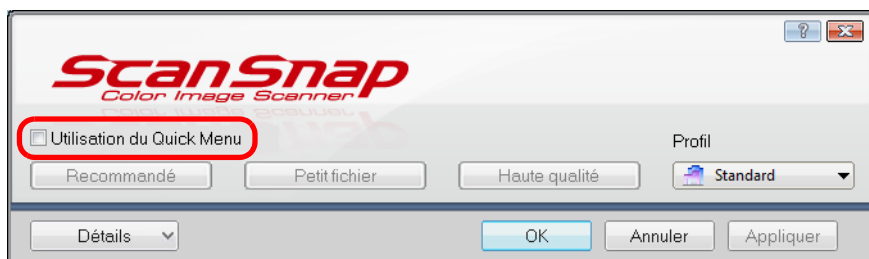 ScanSnap
Color Image Scanner
Utilisation du Quick Menu
Profil
Recommandé Petit fichier Haute qualité Standard
Détails OK Annuler Appliquer